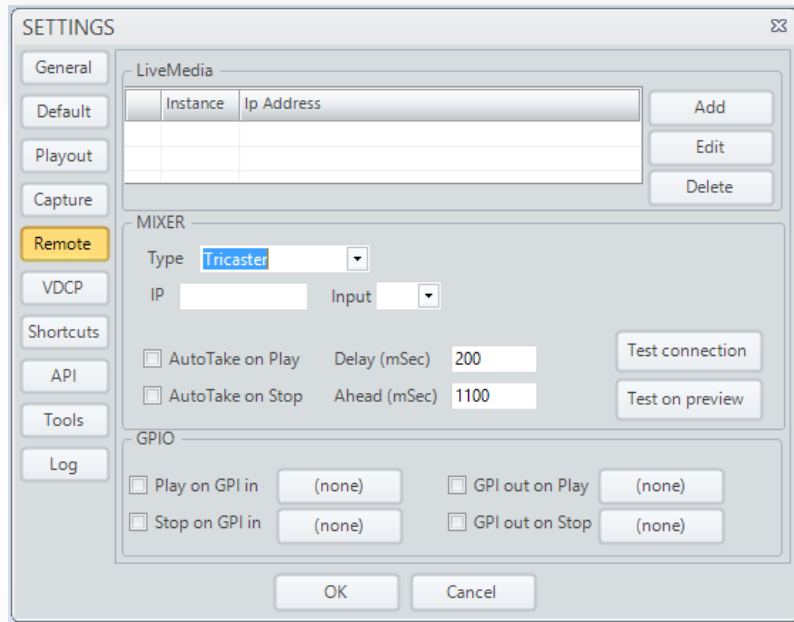 SETTINGS
General
Default
Playout
Capture
Remote
VDCP
Shortcuts
API
Tools
Log
LiveMedia
Instance Ip Address
Add
Edit
Delete
MIXER
Type Tricaster
IP Input
AutoTake on Play Delay (mSec) 200
AutoTake on Stop Ahead (mSec) 1100
Test connection
Test on preview
GPIO
Play on GPI in (none) GPI out on Play (none)
Stop on GPI in (none) GPI out on Stop (none)
OK Cancel